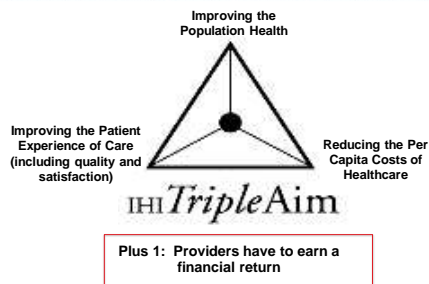 Improving the
Population Health
Improving the Patient
Experience of Care
(including quality and
satisfaction)
Reducing the Per
Capita Costs of
Healthcare
IHI TripleAim
Plus 1: Providers have to earn a
financial return